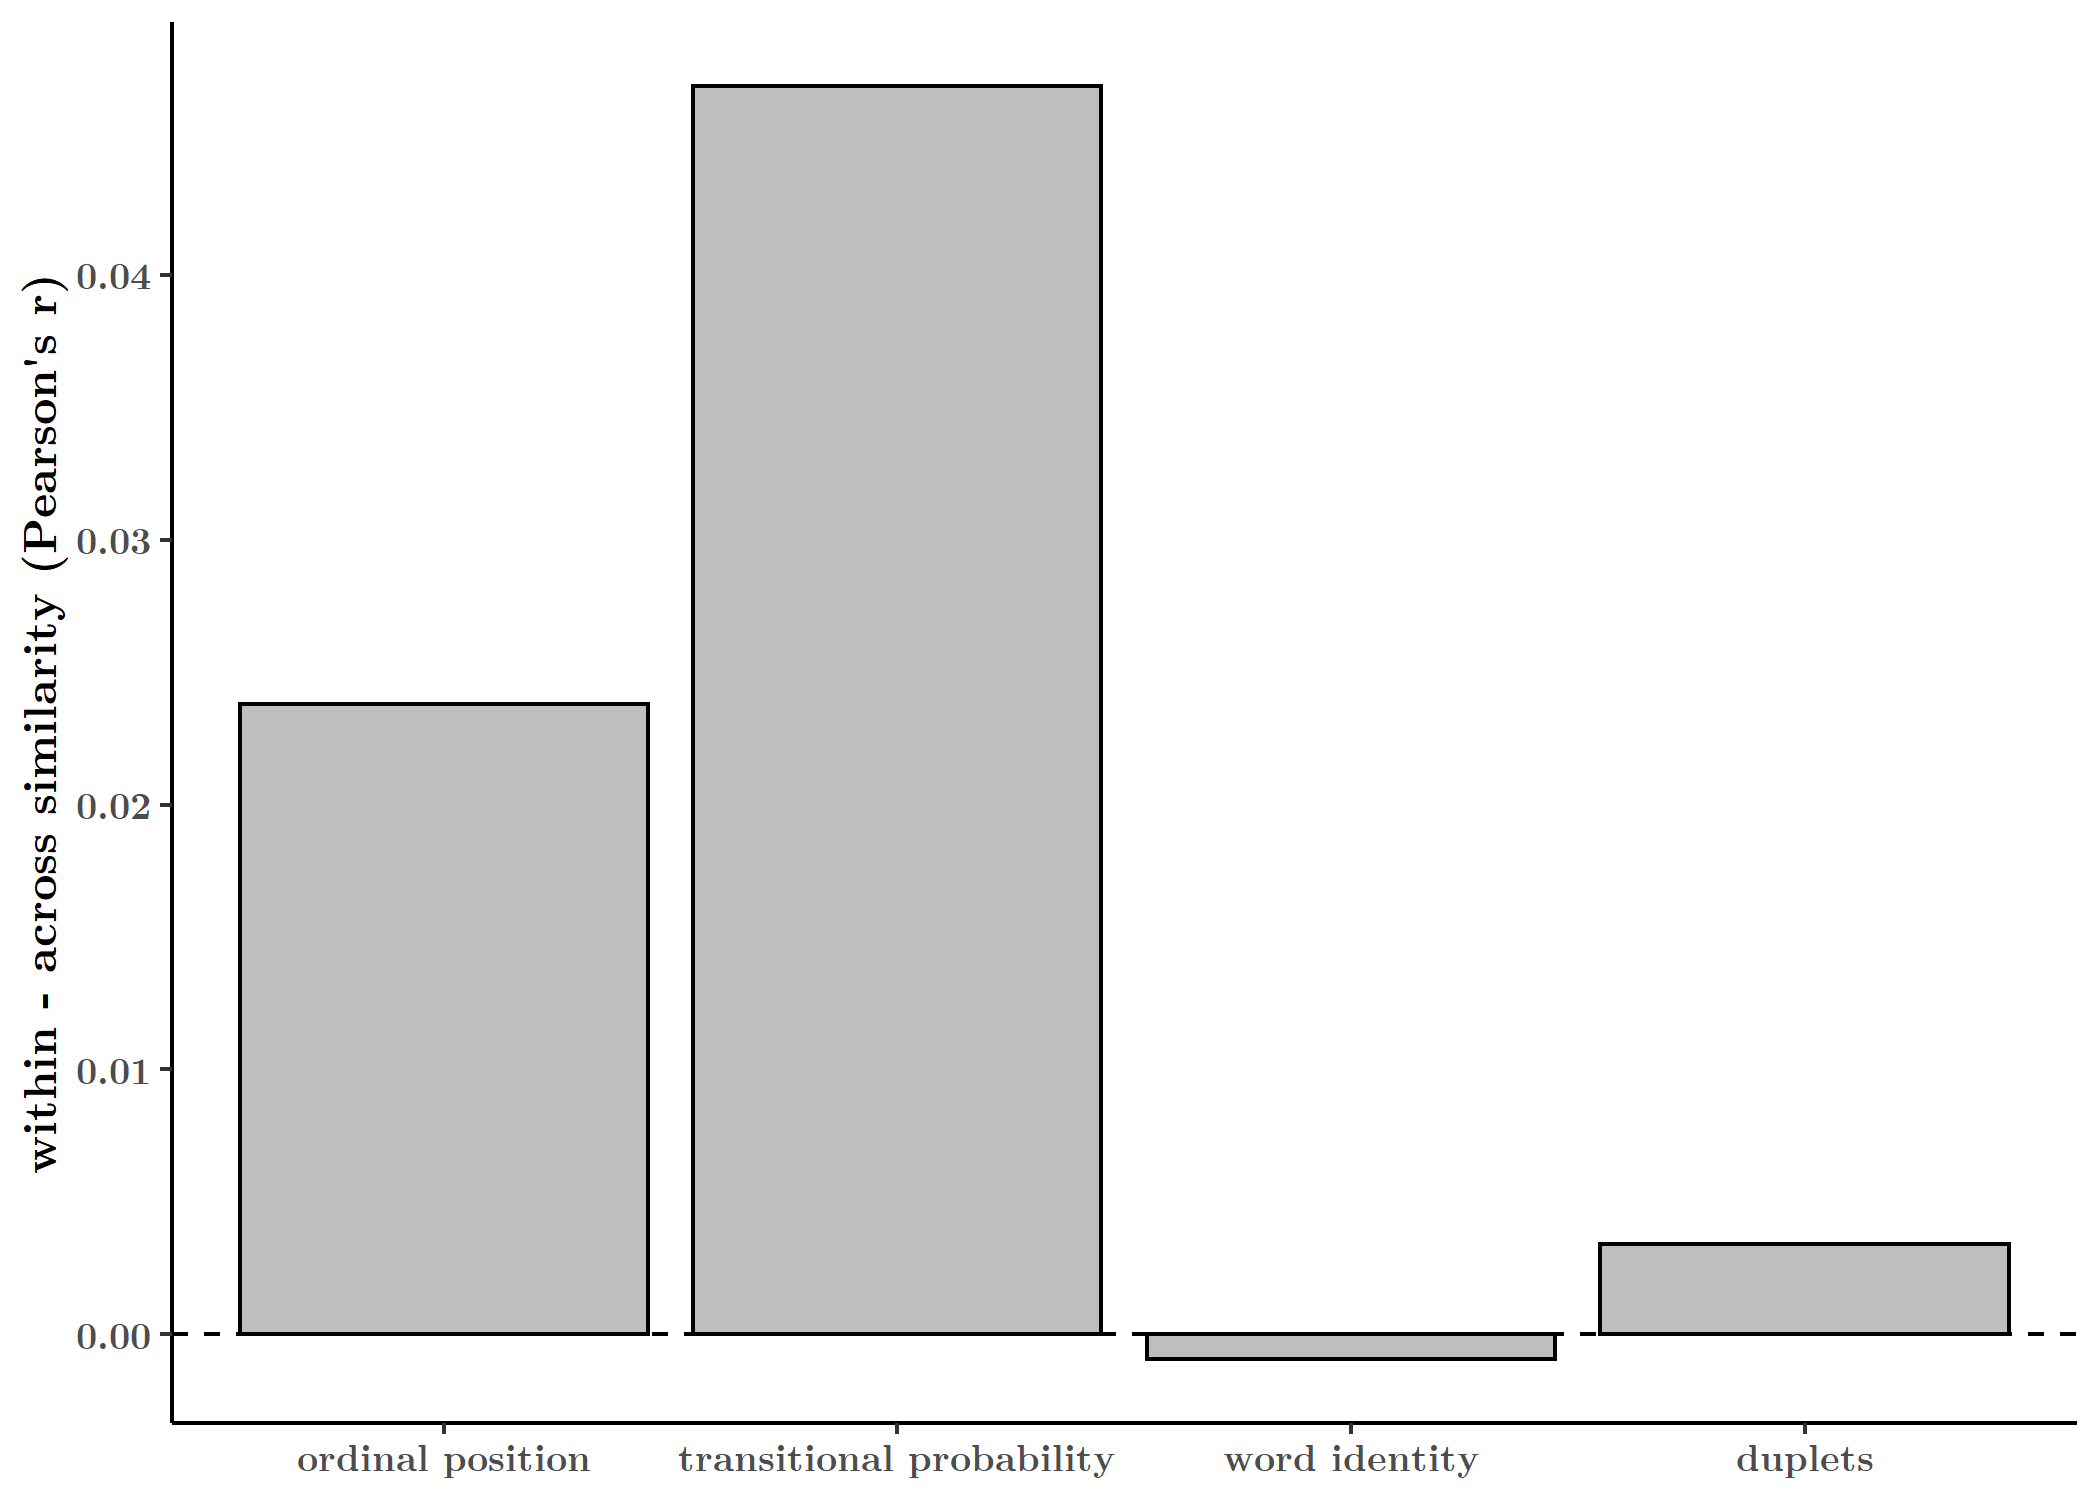 within - across similarity (Pearson's r)
0.04
0.03
0.02
0.01
0.00
ordinal position
transitional probability
word identity
duplets